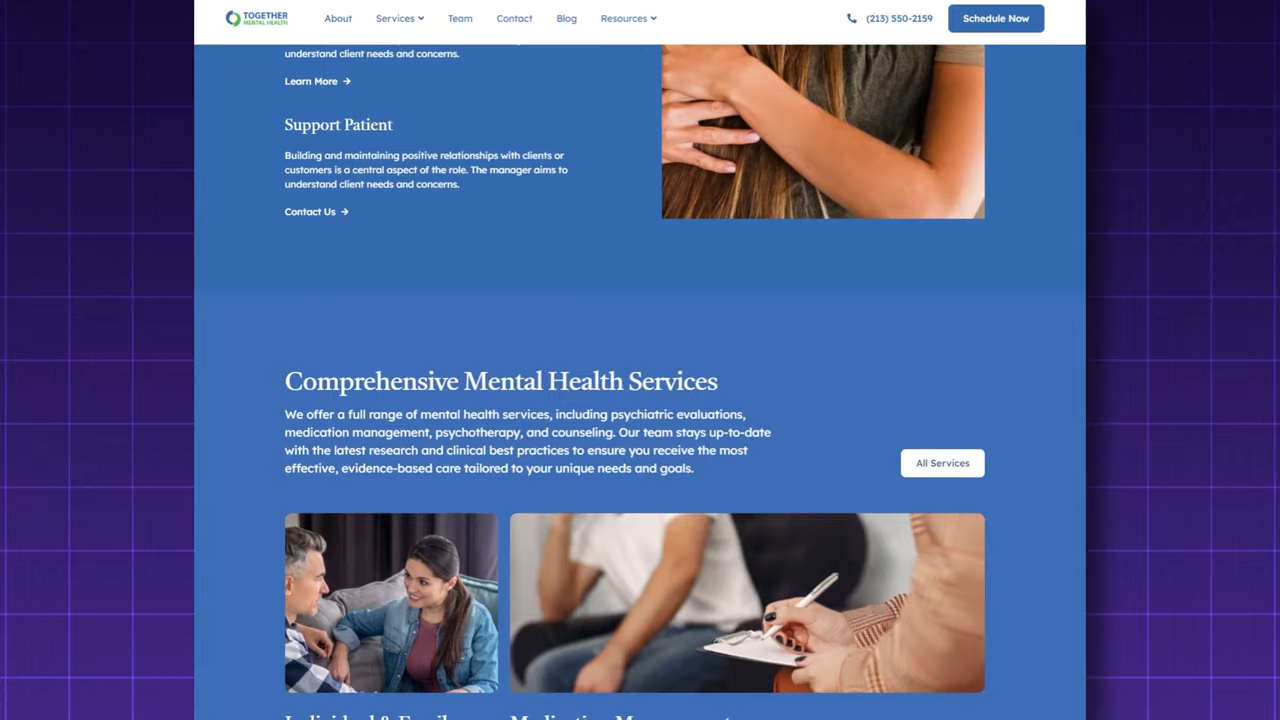 TOGETHER
MENTAL HEALTH
About
Services
Team
Contact
Blog
Resources
(213) 550-2159
Schedule Now
understand client needs and concerns.
Learn More →
Support Patient
Building and maintaining positive relationships with clients or
customers is a central aspect of the role. The manager aims to
understand client needs and concerns.
Contact Us →
Comprehensive Mental Health Services
We offer a full range of mental health services, including psychiatric evaluations,
medication management, psychotherapy, and counseling. Our team stays up-to-date
with the latest research and clinical best practices to ensure you receive the most
effective, evidence-based care tailored to your unique needs and goals.
All Services
Individual & Family
Medication Management